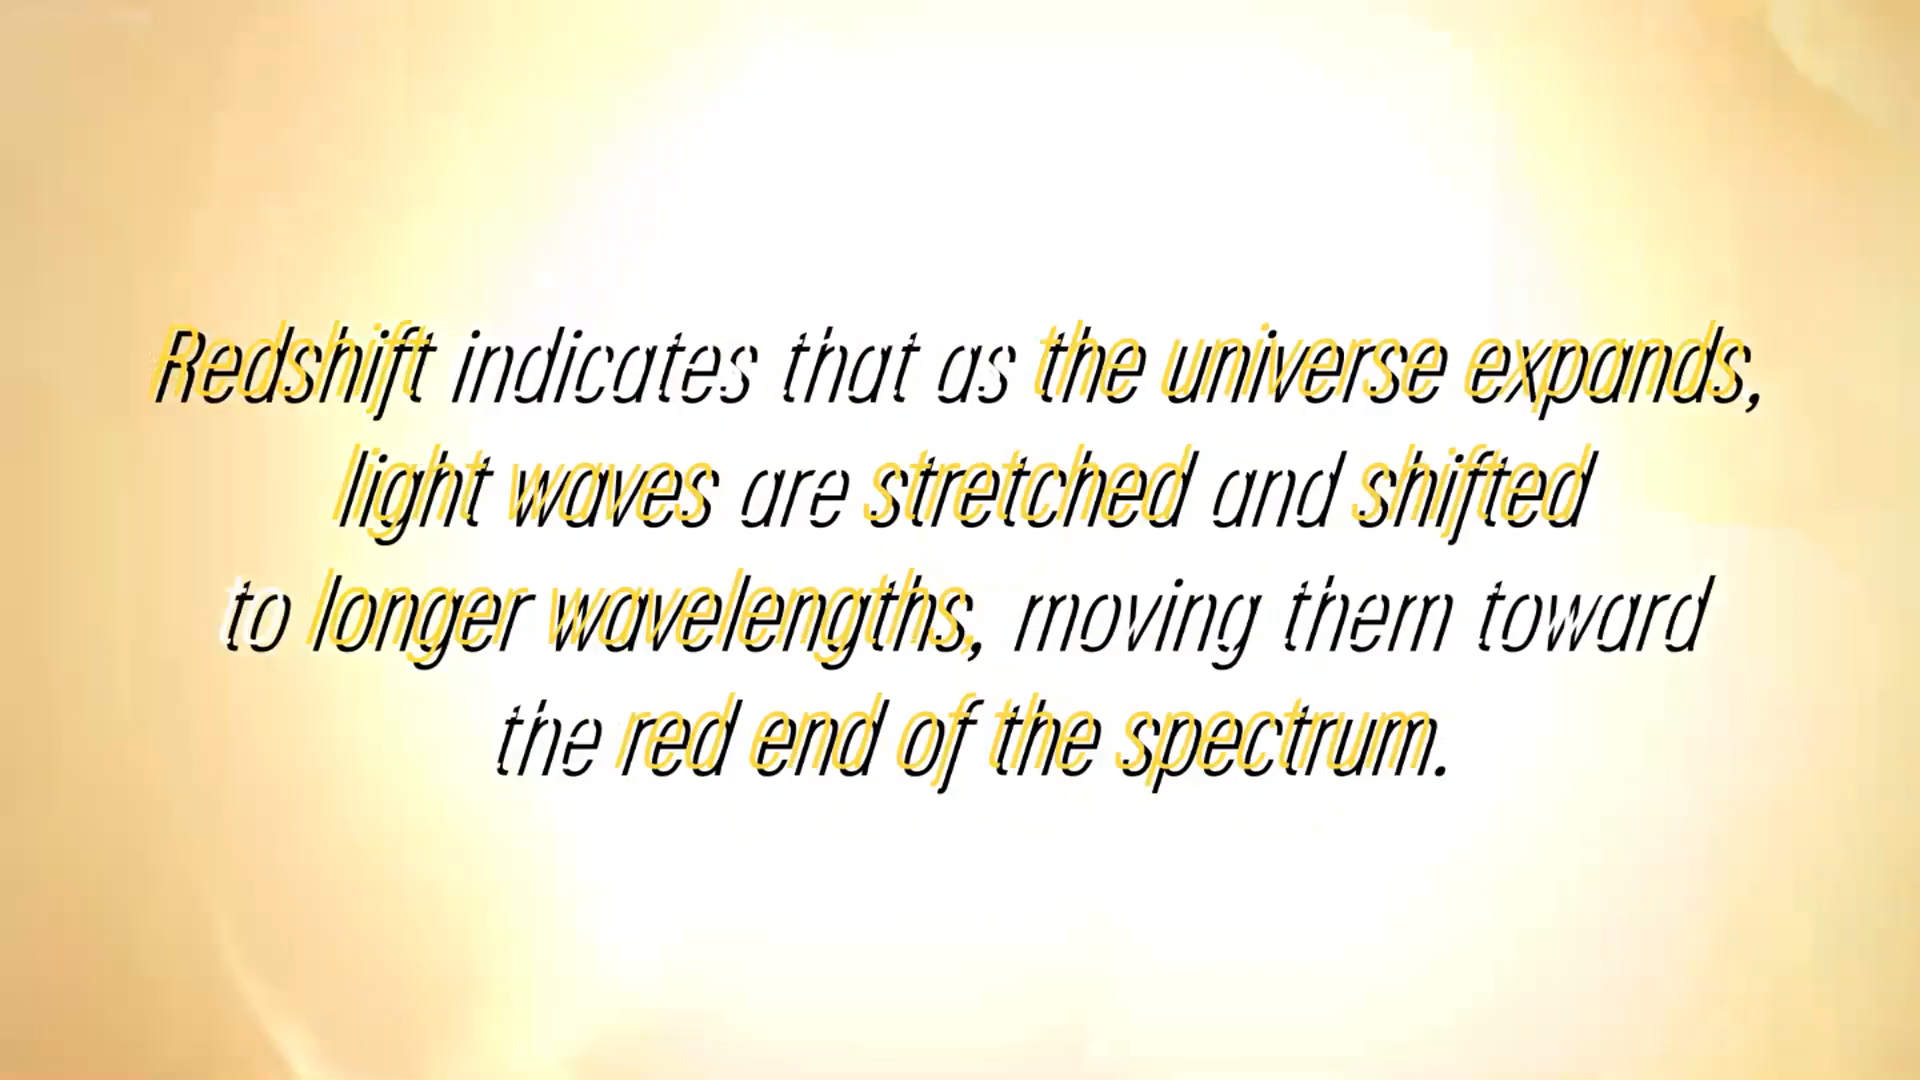 Redshift indicates that as the universe expands,
light waves are stretched and shifted
to longer wavelengths, moving them toward
the red end of the spectrum.